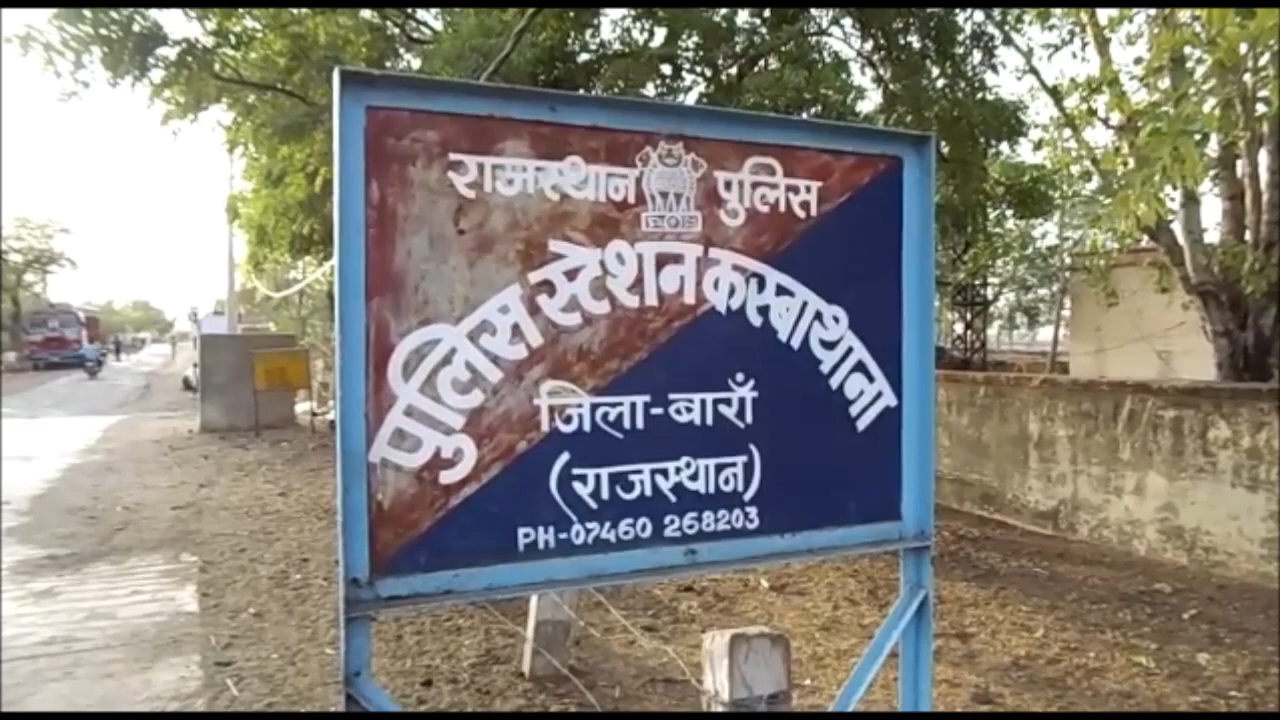 राजस्थान पुलिस
पुलिस स्टेशन कस्बाथाना
जिला-बाराँ
(राजस्थान)
PH-07460 268203